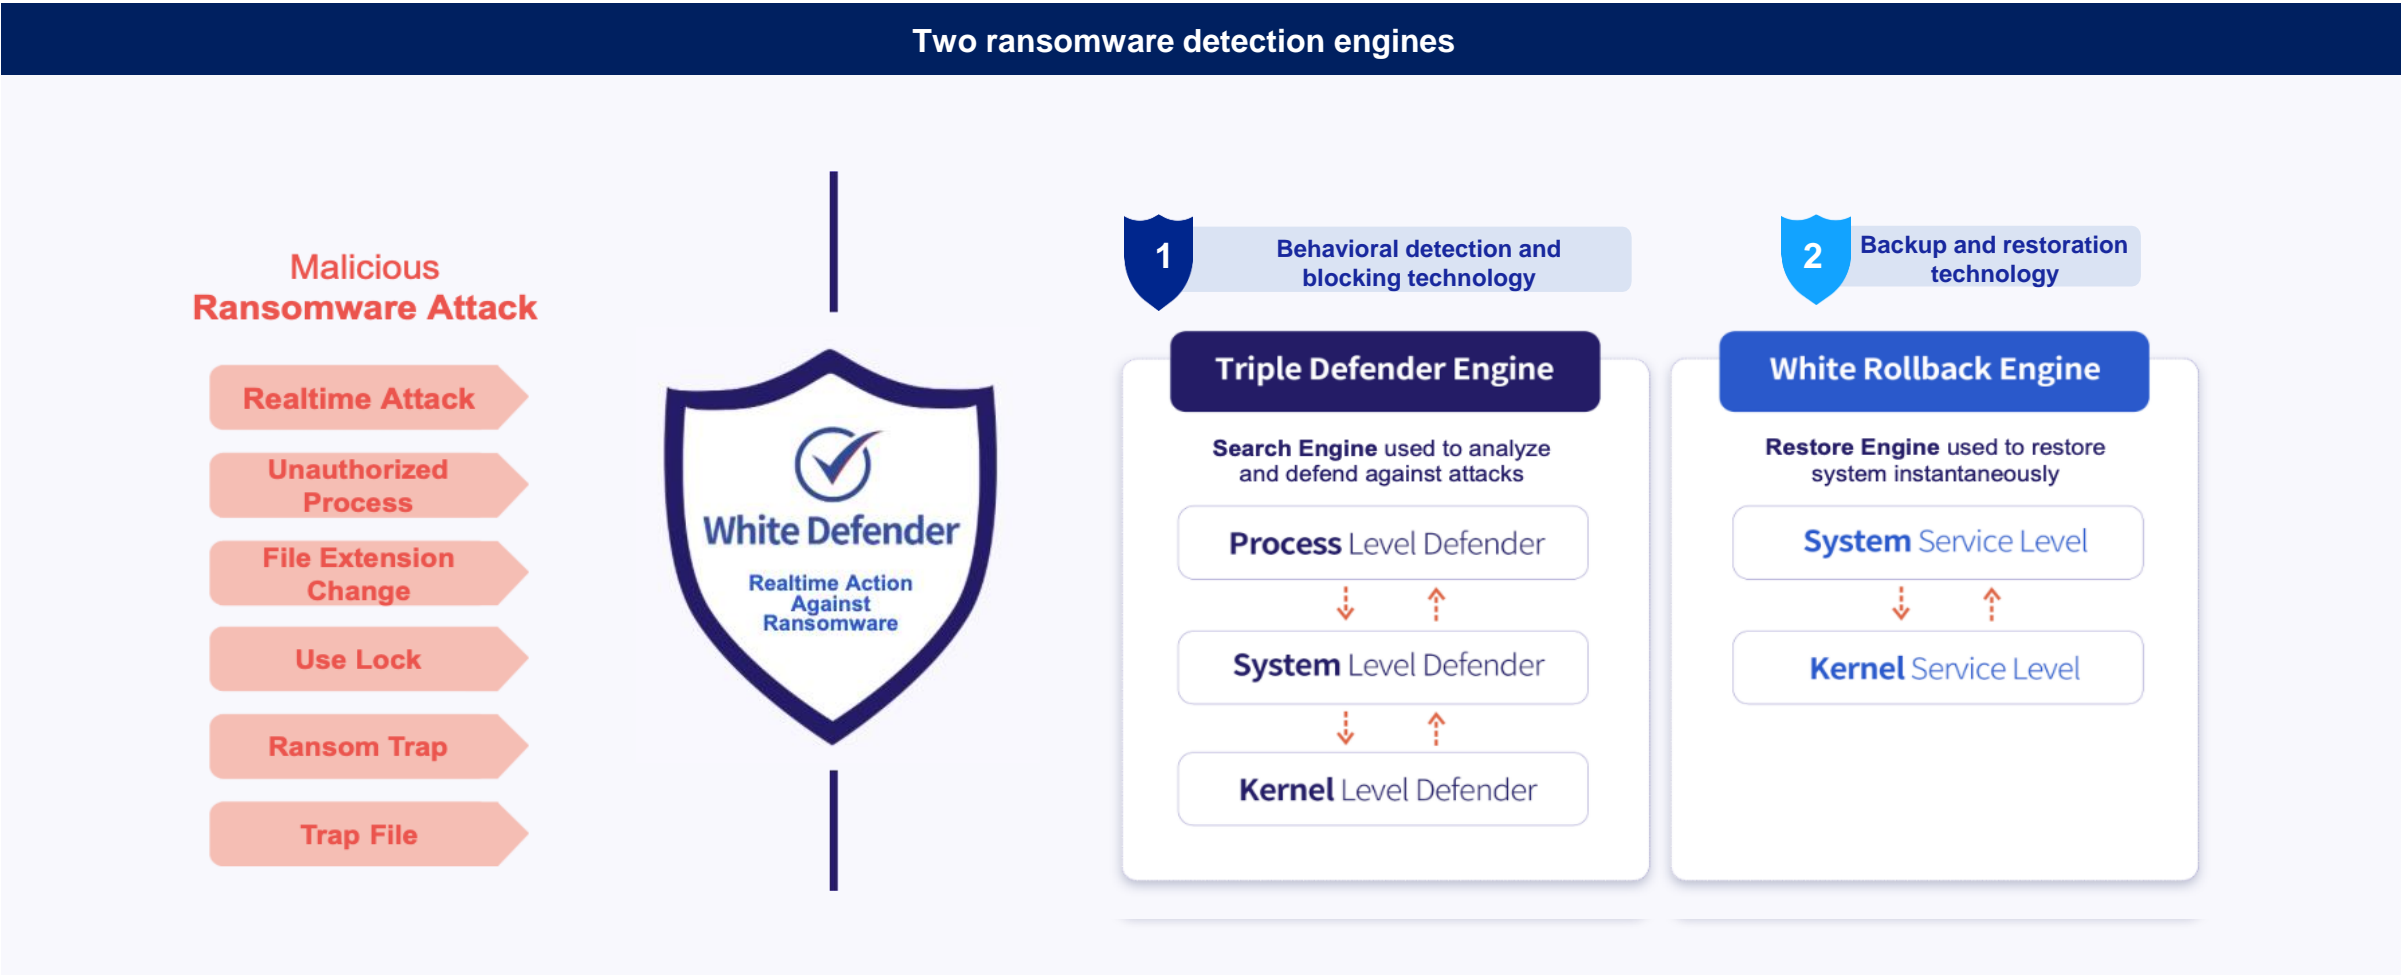 Two ransomware detection engines
Malicious
Ransomware Attack
Realtime Attack
Unauthorized
Process
File Extension
Change
Use Lock
Ransom Trap
Trap File
White Defender
Realtime Action
Against
Ransomware
1
Behavioral detection and
blocking technology
Triple Defender Engine
Search Engine used to analyze
and defend against attacks
Process Level Defender
System Level Defender
Kernel Level Defender
2
Backup and restoration
technology
White Rollback Engine
Restore Engine used to restore
system instantaneously
System Service Level
Kernel Service Level